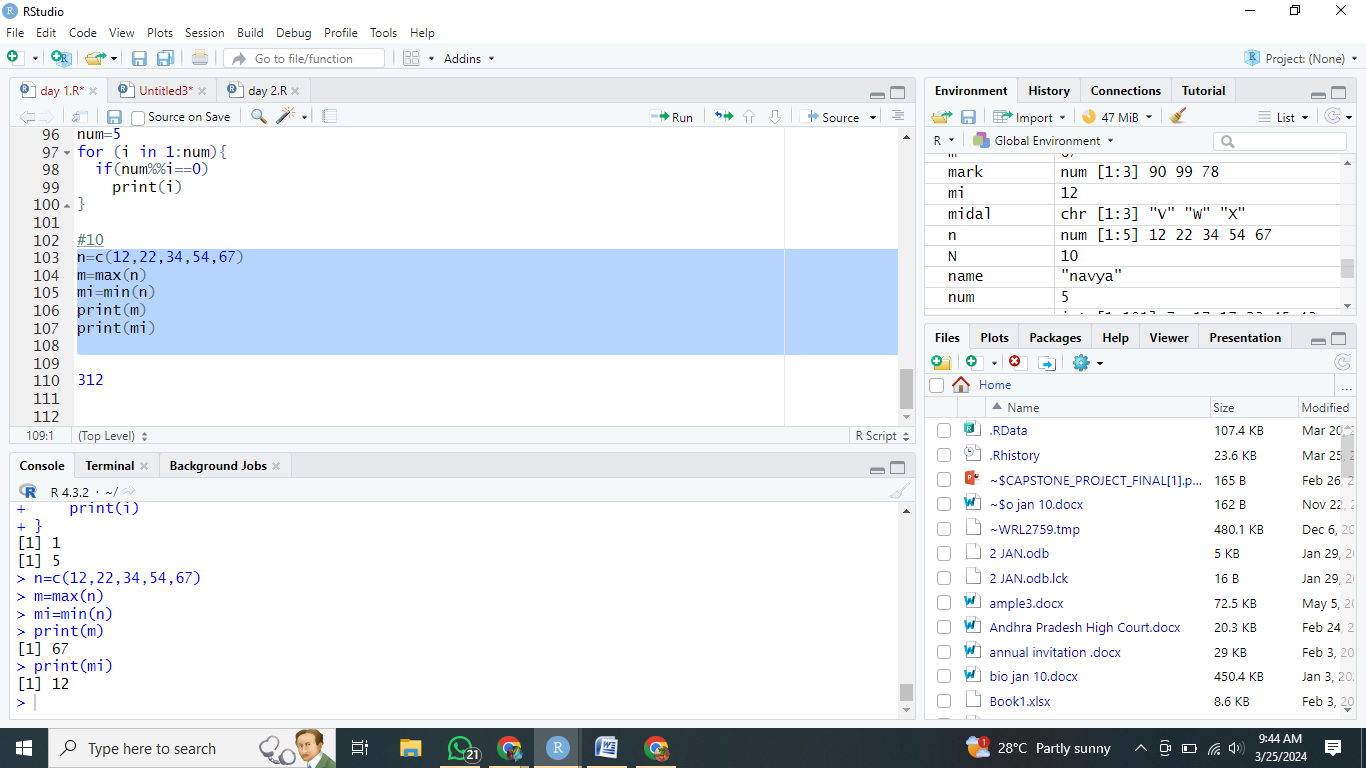 RStudio
File Edit Code View Plots Session Build Debug Profile Tools Help
Go to file/function Addins Project: (None)
day 1.R* Untitled3* day 2.R
Source on Save Run Source
96 num=5
97 for (i in 1:num){
98 if(num%%i==0)
99 print(i)
100 }
101
102 #10
103 n=c(12,22,34,54,67)
104 m=max(n)
105 mi=min(n)
106 print(m)
107 print(mi)
108
109
110 312
111
112
109:1 (Top Level) R Script
Console Terminal Background Jobs
R 4.3.2 · ~/
+ print(i)
+ }
[1] 1
[1] 5
> n=c(12,22,34,54,67)
> m=max(n)
> mi=min(n)
> print(m)
[1] 67
> print(mi)
[1] 12
>
Environment History Connections Tutorial
Import 47 MiB List
R Global Environment
mark num [1:3] 90 99 78
mi 12
midal chr [1:3] "V" "W" "X"
n num [1:5] 12 22 34 54 67
N 10
name "navya"
num 5
Files Plots Packages Help Viewer Presentation
Home ...
Name Size Modified
.RData 107.4 KB Mar 20, 2
.Rhistory 23.6 KB Mar 25, 2
~$CAPSTONE_PROJECT_FINAL[1].p... 165 B Feb 26, 2
~$o jan 10.docx 162 B Nov 22, 2
~WRL2759.tmp 480.1 KB Dec 6, 20
2 JAN.odb 5 KB Jan 29, 2
2 JAN.odb.lck 16 B Jan 29, 2
ample3.docx 72.5 KB May 5, 20
Andhra Pradesh High Court.docx 20.3 KB Feb 24, 2
annual invitation .docx 29 KB Feb 3, 20
bio jan 10.docx 450.4 KB Jan 3, 20
Book1.xlsx 8.6 KB Feb 3, 20
Type here to search 21 28°C Partly sunny 9:44 AM
3/25/2024